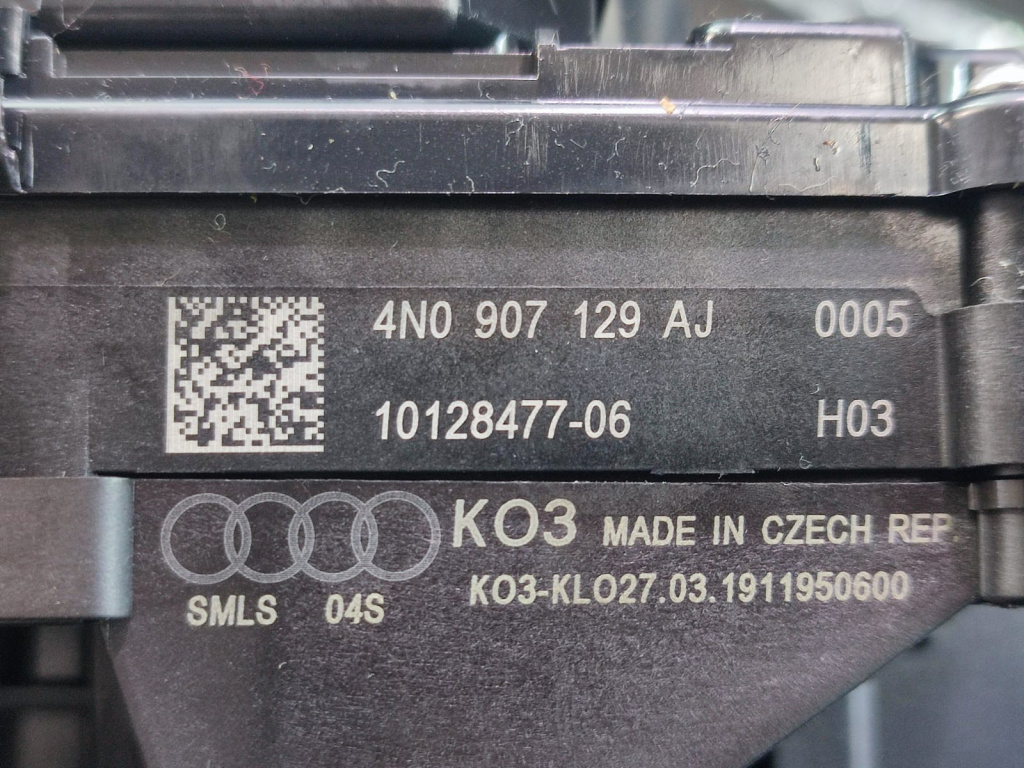 4N0 907 129 AJ 0005
10128477-06 H03
KO3 MADE IN CZECH REP.
KO3-KLO27.03.1911950600
SMLS 04S